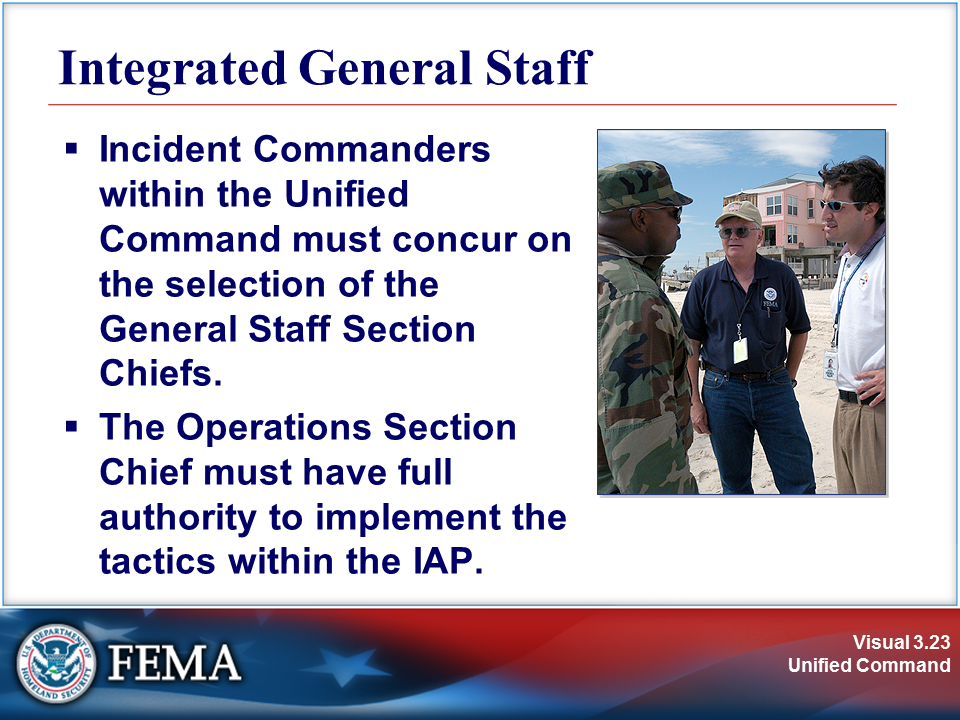 Integrated General Staff
▪ Incident Commanders
within the Unified
Command must concur on
the selection of the
General Staff Section
Chiefs.
▪ The Operations Section
Chief must have full
authority to implement the
tactics within the IAP.
FEMA
U.S. DEPARTMENT OF
HOMELAND SECURITY
FEMA
Visual 3.23
Unified Command